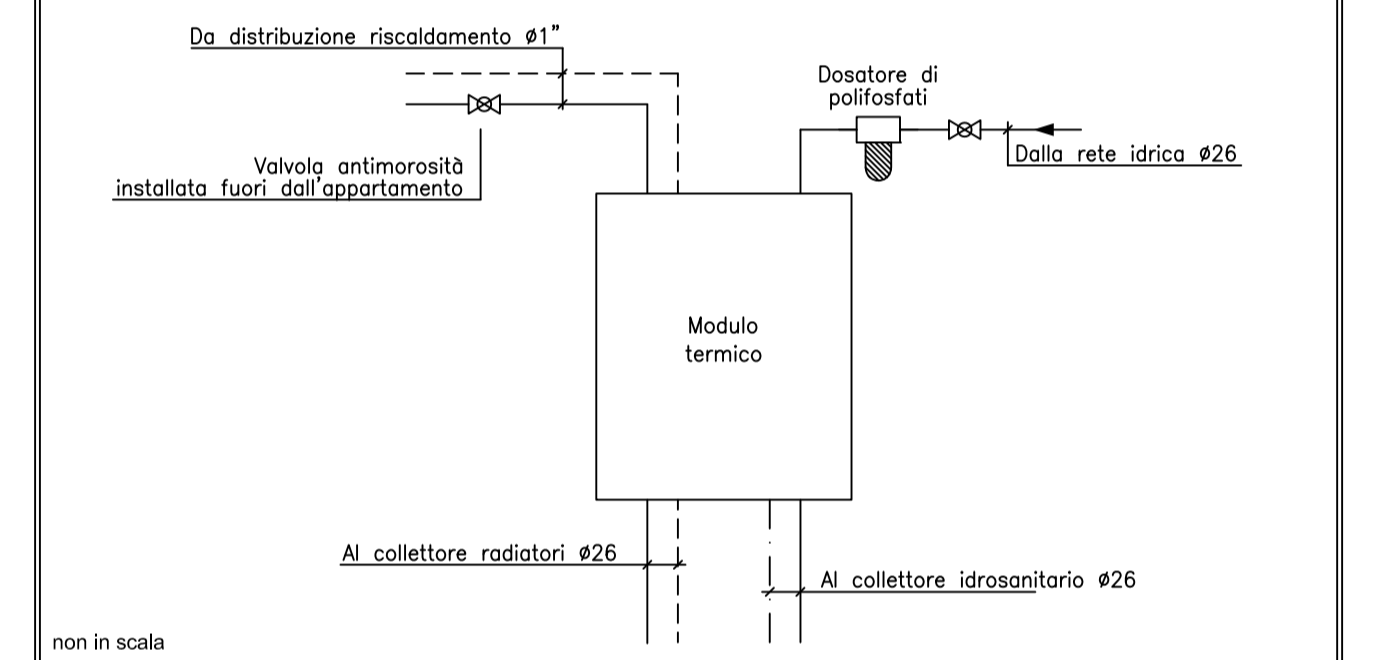 Da distribuzione riscaldamento ø1"
Dosatore di
polifosfati
Dalla rete idrica ø26
Valvola antimorosità
installata fuori dall'appartamento
Modulo
termico
Al collettore radiatori ø26
Al collettore idrosanitario ø26
non in scala